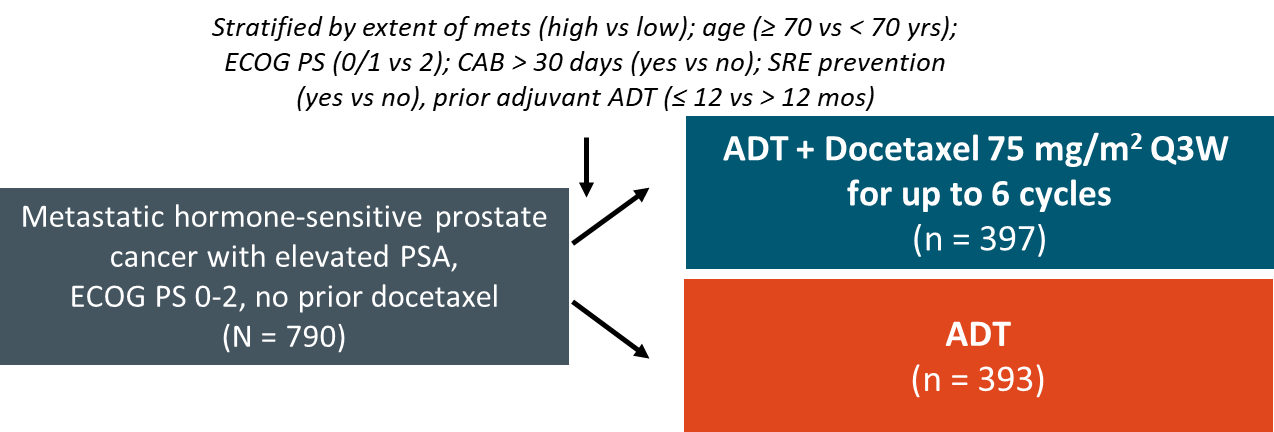 Stratified by extent of mets (high vs low); age (≥ 70 vs < 70 yrs);
ECOG PS (0/1 vs 2); CAB > 30 days (yes vs no); SRE prevention
(yes vs no), prior adjuvant ADT (≤ 12 vs > 12 mos)
Metastatic hormone-sensitive prostate
cancer with elevated PSA,
ECOG PS 0-2, no prior docetaxel
(N = 790)
ADT + Docetaxel 75 mg/m² Q3W
for up to 6 cycles
(n = 397)
ADT
(n = 393)